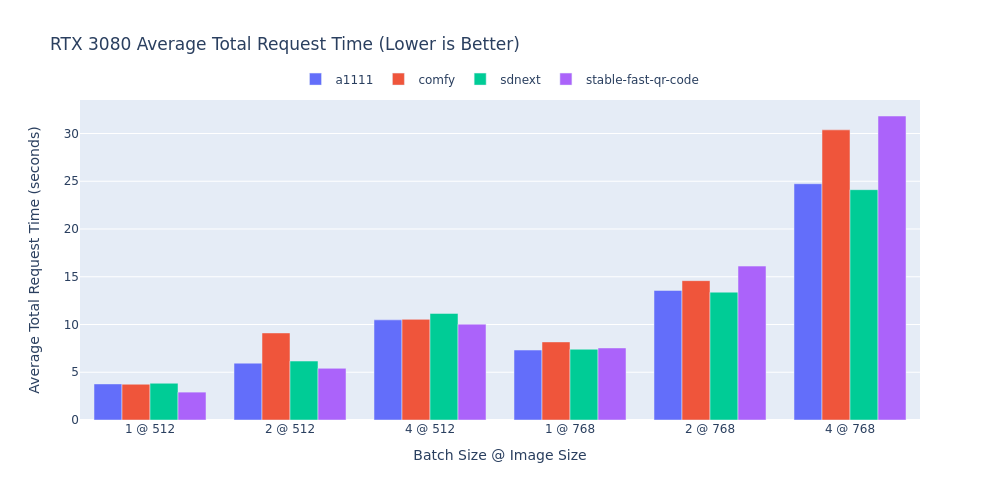 RTX 3080 Average Total Request Time (Lower is Better)
a1111 comfy sdnext stable-fast-qr-code
Average Total Request Time (seconds)
30
25
20
15
10
5
0
1 @ 512 2 @ 512 4 @ 512 1 @ 768 2 @ 768 4 @ 768
Batch Size @ Image Size